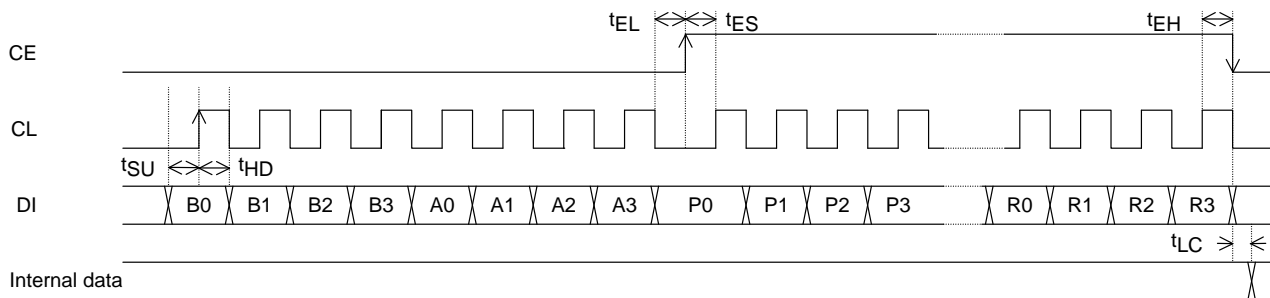 tEL tES tEH
CE
CL
tSU tHD
DI B0 B1 B2 B3 A0 A1 A2 A3 P0 P1 P2 P3 R0 R1 R2 R3
tLC
Internal data